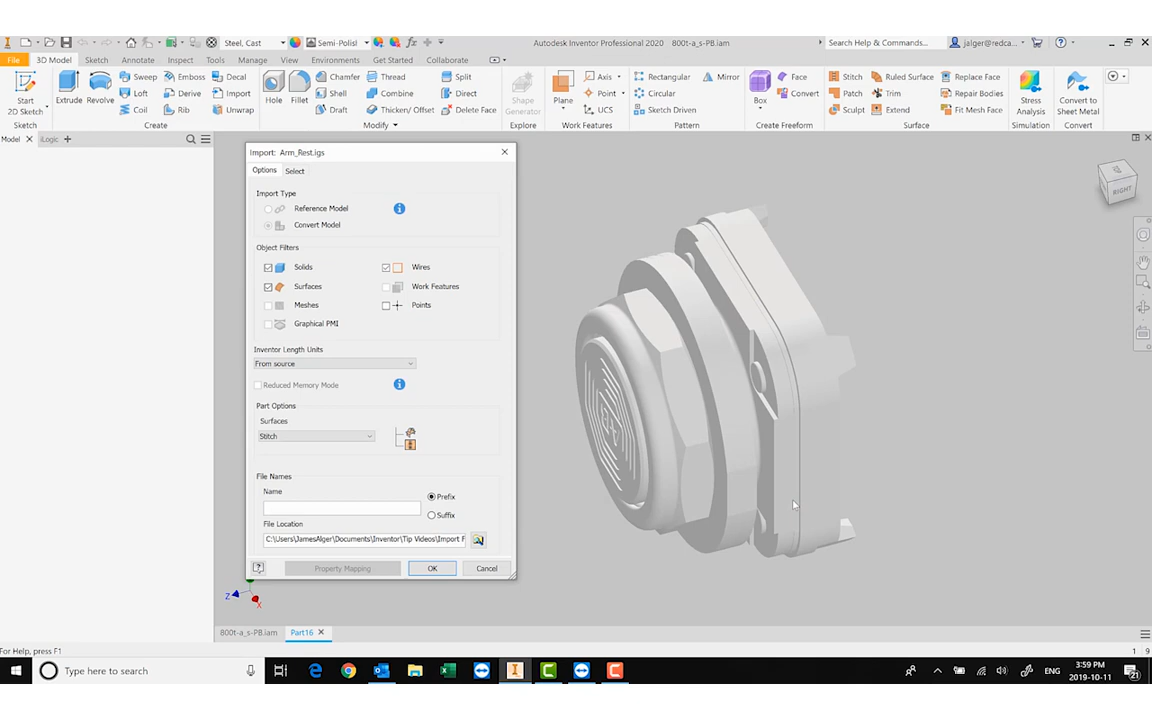 Steel, Cast
Semi-Polisl
Autodesk Inventor Professional 2020 800t-a_s-PB.iam
Search Help & Commands...
jalger@redca...
File 3D Model Sketch Annotate Inspect Tools Manage View Environments Get Started Collaborate
Start 2D Sketch
Sketch
Extrude Revolve Sweep Emboss Decal
Loft Derive Import
Coil Rib Unwrap
Create
Hole Fillet Chamfer Thread Split
Shell Combine Direct
Draft Thicken/ Offset Delete Face
Modify
Shape Generator
Explore
Plane Axis
Point
UCS
Work Features
Rectangular Mirror
Circular
Sketch Driven
Pattern
Box Face
Convert
Create Freeform
Stitch Ruled Surface Replace Face
Patch Trim Repair Bodies
Sculpt Extend Fit Mesh Face
Surface
Stress Analysis
Simulation
Convert to Sheet Metal
Convert
Model iLogic
Import: Arm_Rest.igs
Options Select
Import Type
Reference Model
Convert Model
Object Filters
Solids Wires
Surfaces Work Features
Meshes Points
Graphical PMI
Inventor Length Units
From source
Reduced Memory Mode
Part Options
Surfaces
Stitch
File Names
Name
Prefix
Suffix
File Location
C:\Users\JamesAlger\Documents\Inventor\Tip Videos\Import F
Property Mapping OK Cancel
RIGHT
Z X
800t-a_s-PB.iam Part16
For Help, press F1
1 9
Type here to search
ENG
3:59 PM
2019-10-11
21